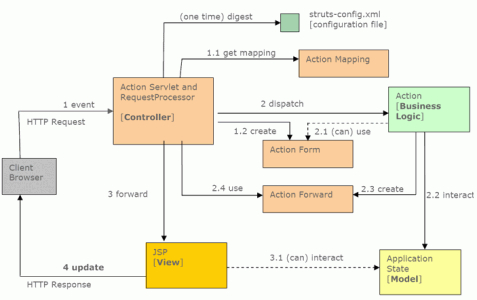 (one time) digest
struts-config.xml
[configuration file]
1.1 get mapping
Action Mapping
Action Servlet and
RequestProcessor
[Controller]
Action
[Business
Logic]
1 event
HTTP Request
2 dispatch
1.2 create
2.1 (can) use
Action Form
Client
Browser
3 forward
2.4 use
Action Forward
2.3 create
2.2 interact
JSP
[View]
4 update
HTTP Response
3.1 (can) interact
Application
State
[Model]